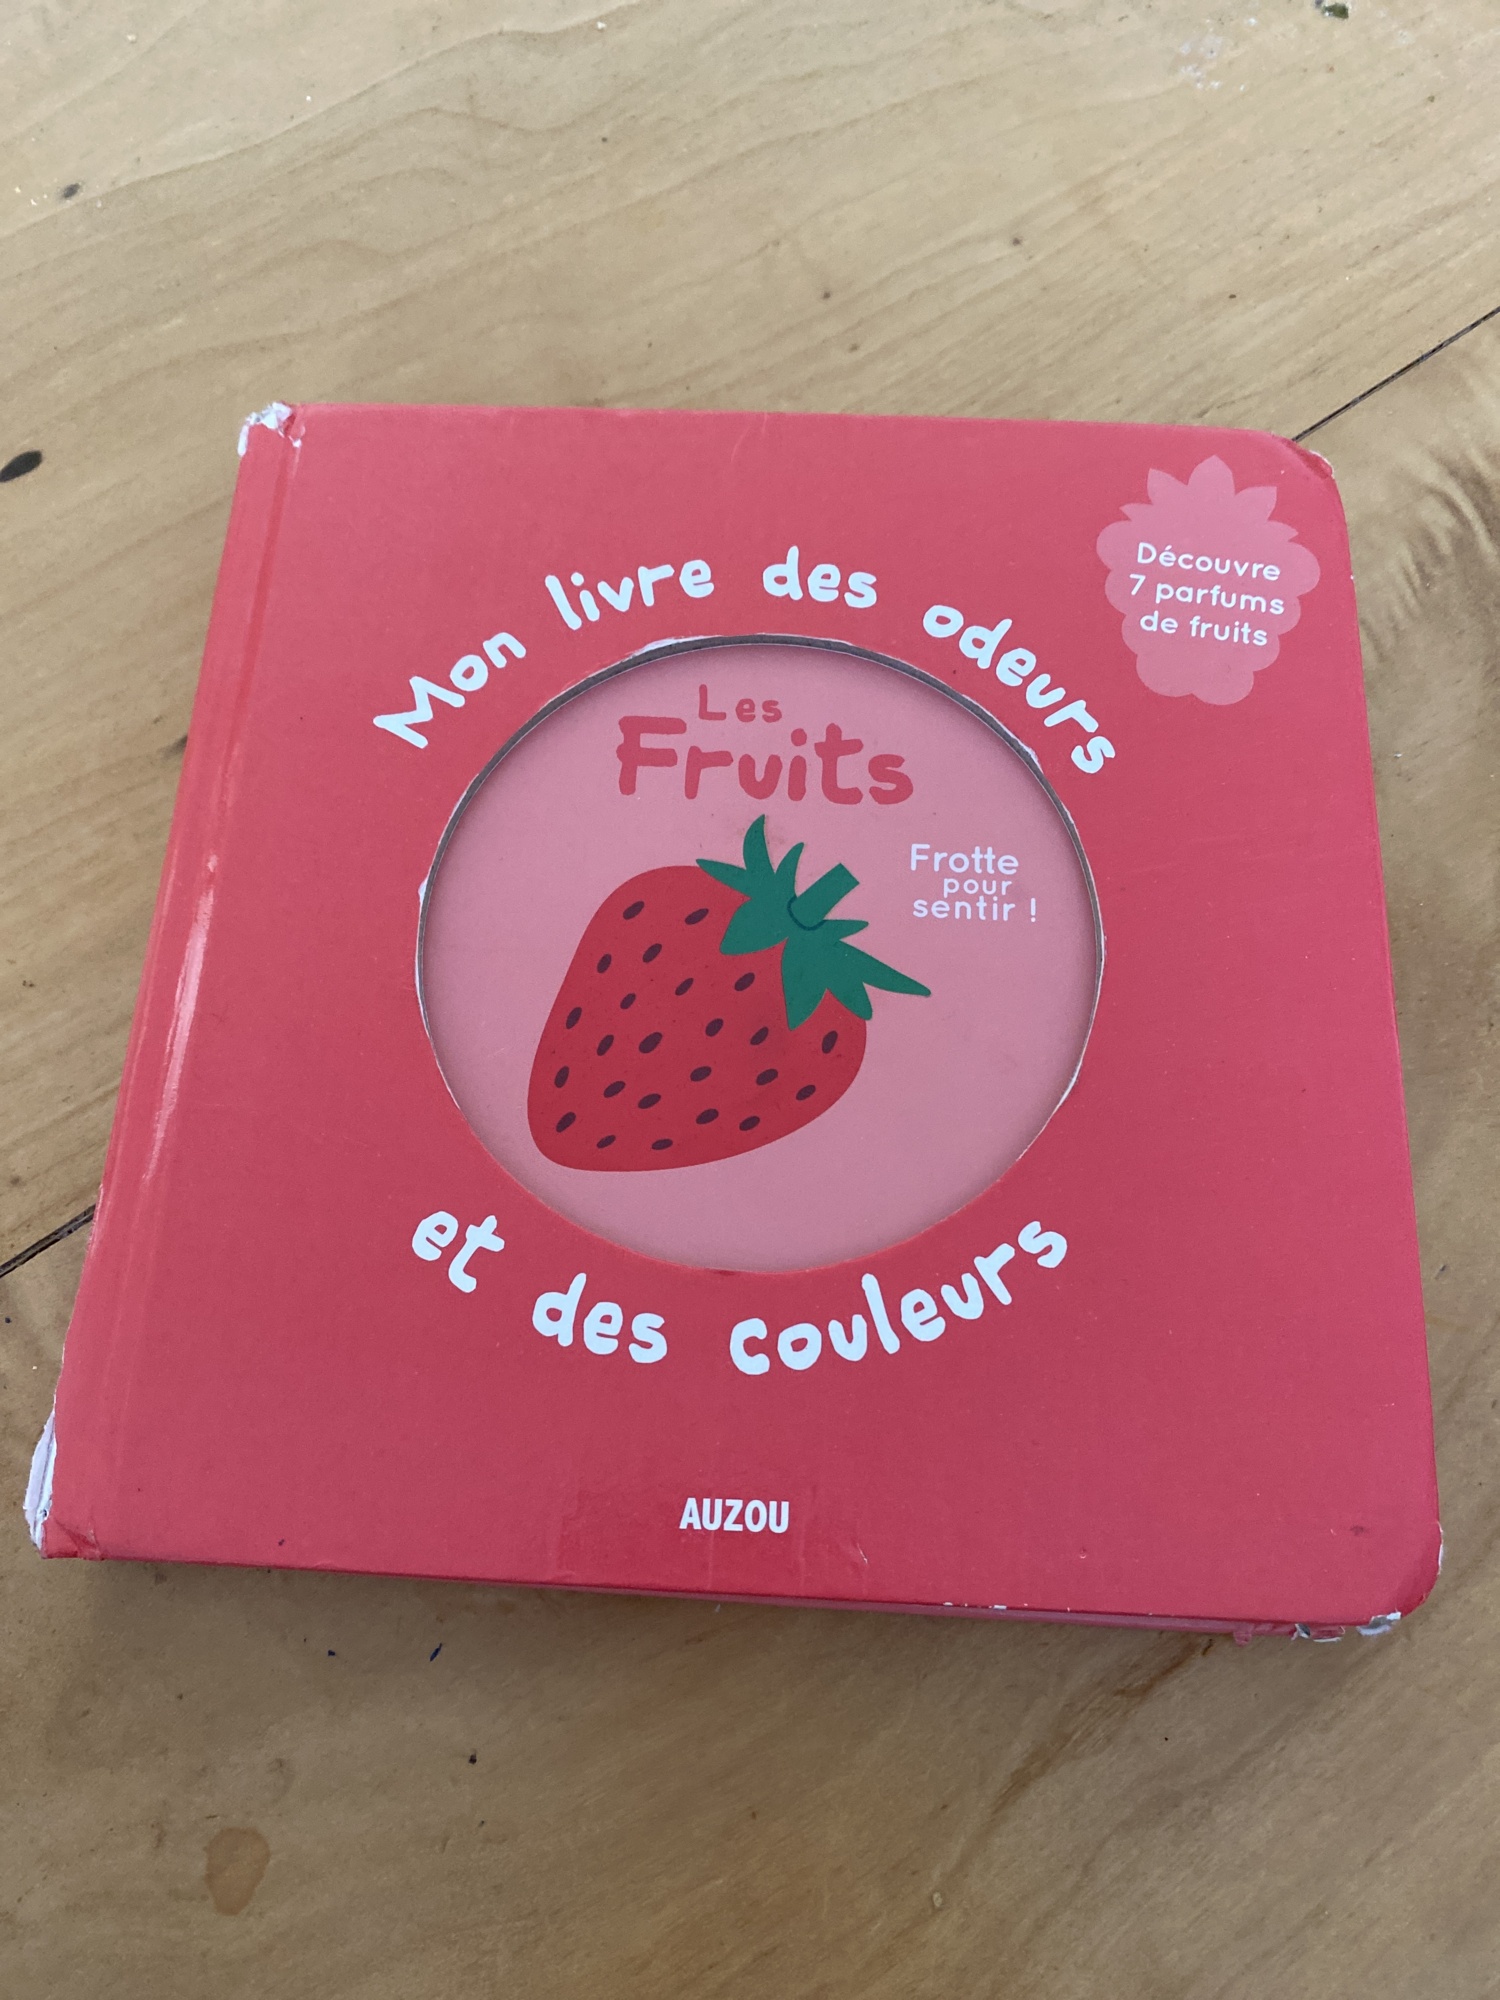 Découvre
7 parfums
de fruits
Mon livre des odeurs
Les
Fruits
Frotte
pour
sentir !
et des couleurs
AUZOU